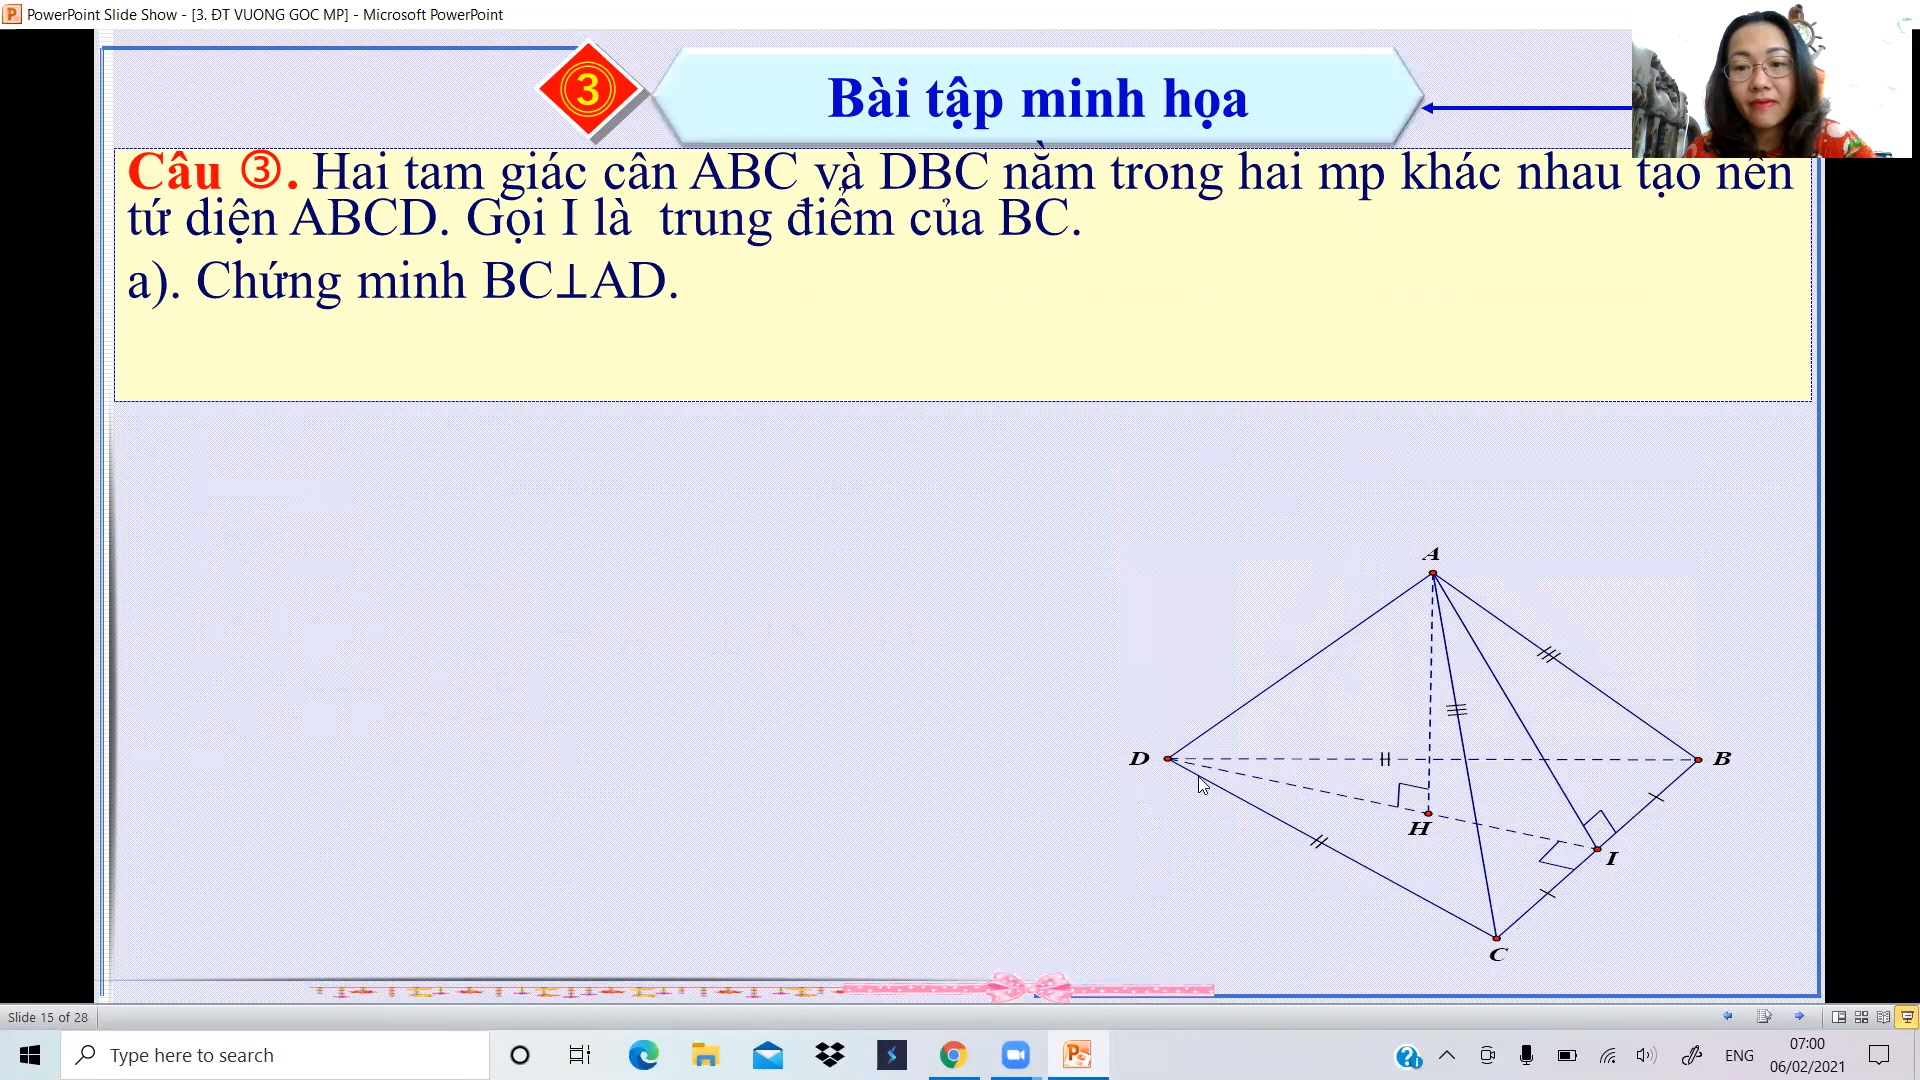 PowerPoint Slide Show - [3. ĐT VUONG GOC MP] - Microsoft PowerPoint
3
Bài tập minh họa
Câu ③. Hai tam giác cân ABC và DBC nằm trong hai mp khác nhau tạo nên
tứ diện ABCD. Gọi I là trung điểm của BC.
a). Chứng minh BC⊥AD.
A
D
B
H
I
C
Slide 15 of 28
Type here to search
ENG
07:00
06/02/2021